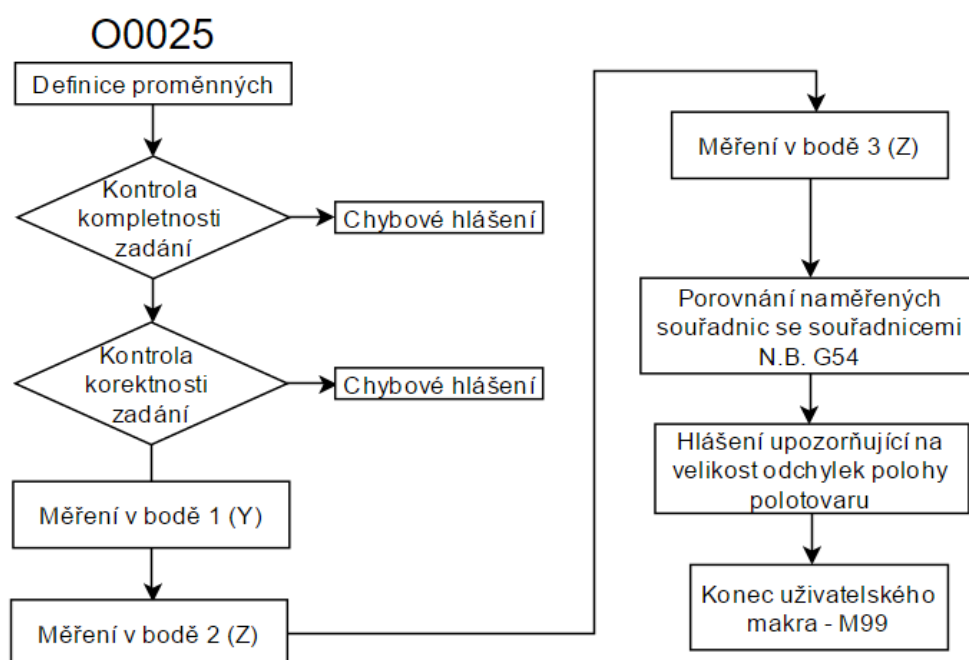 O0025
Definice proměnných
Kontrola
kompletnosti
zadání
Chybové hlášení
Kontrola
korektnosti
zadání
Chybové hlášení
Měření v bodě 1 (Y)
Měření v bodě 2 (Z)
Měření v bodě 3 (Z)
Porovnání naměřených
souřadnic se souřadnicemi
N.B. G54
Hlášení upozorňující na
velikost odchylek polohy
polotovaru
Konec uživatelského
makra - M99